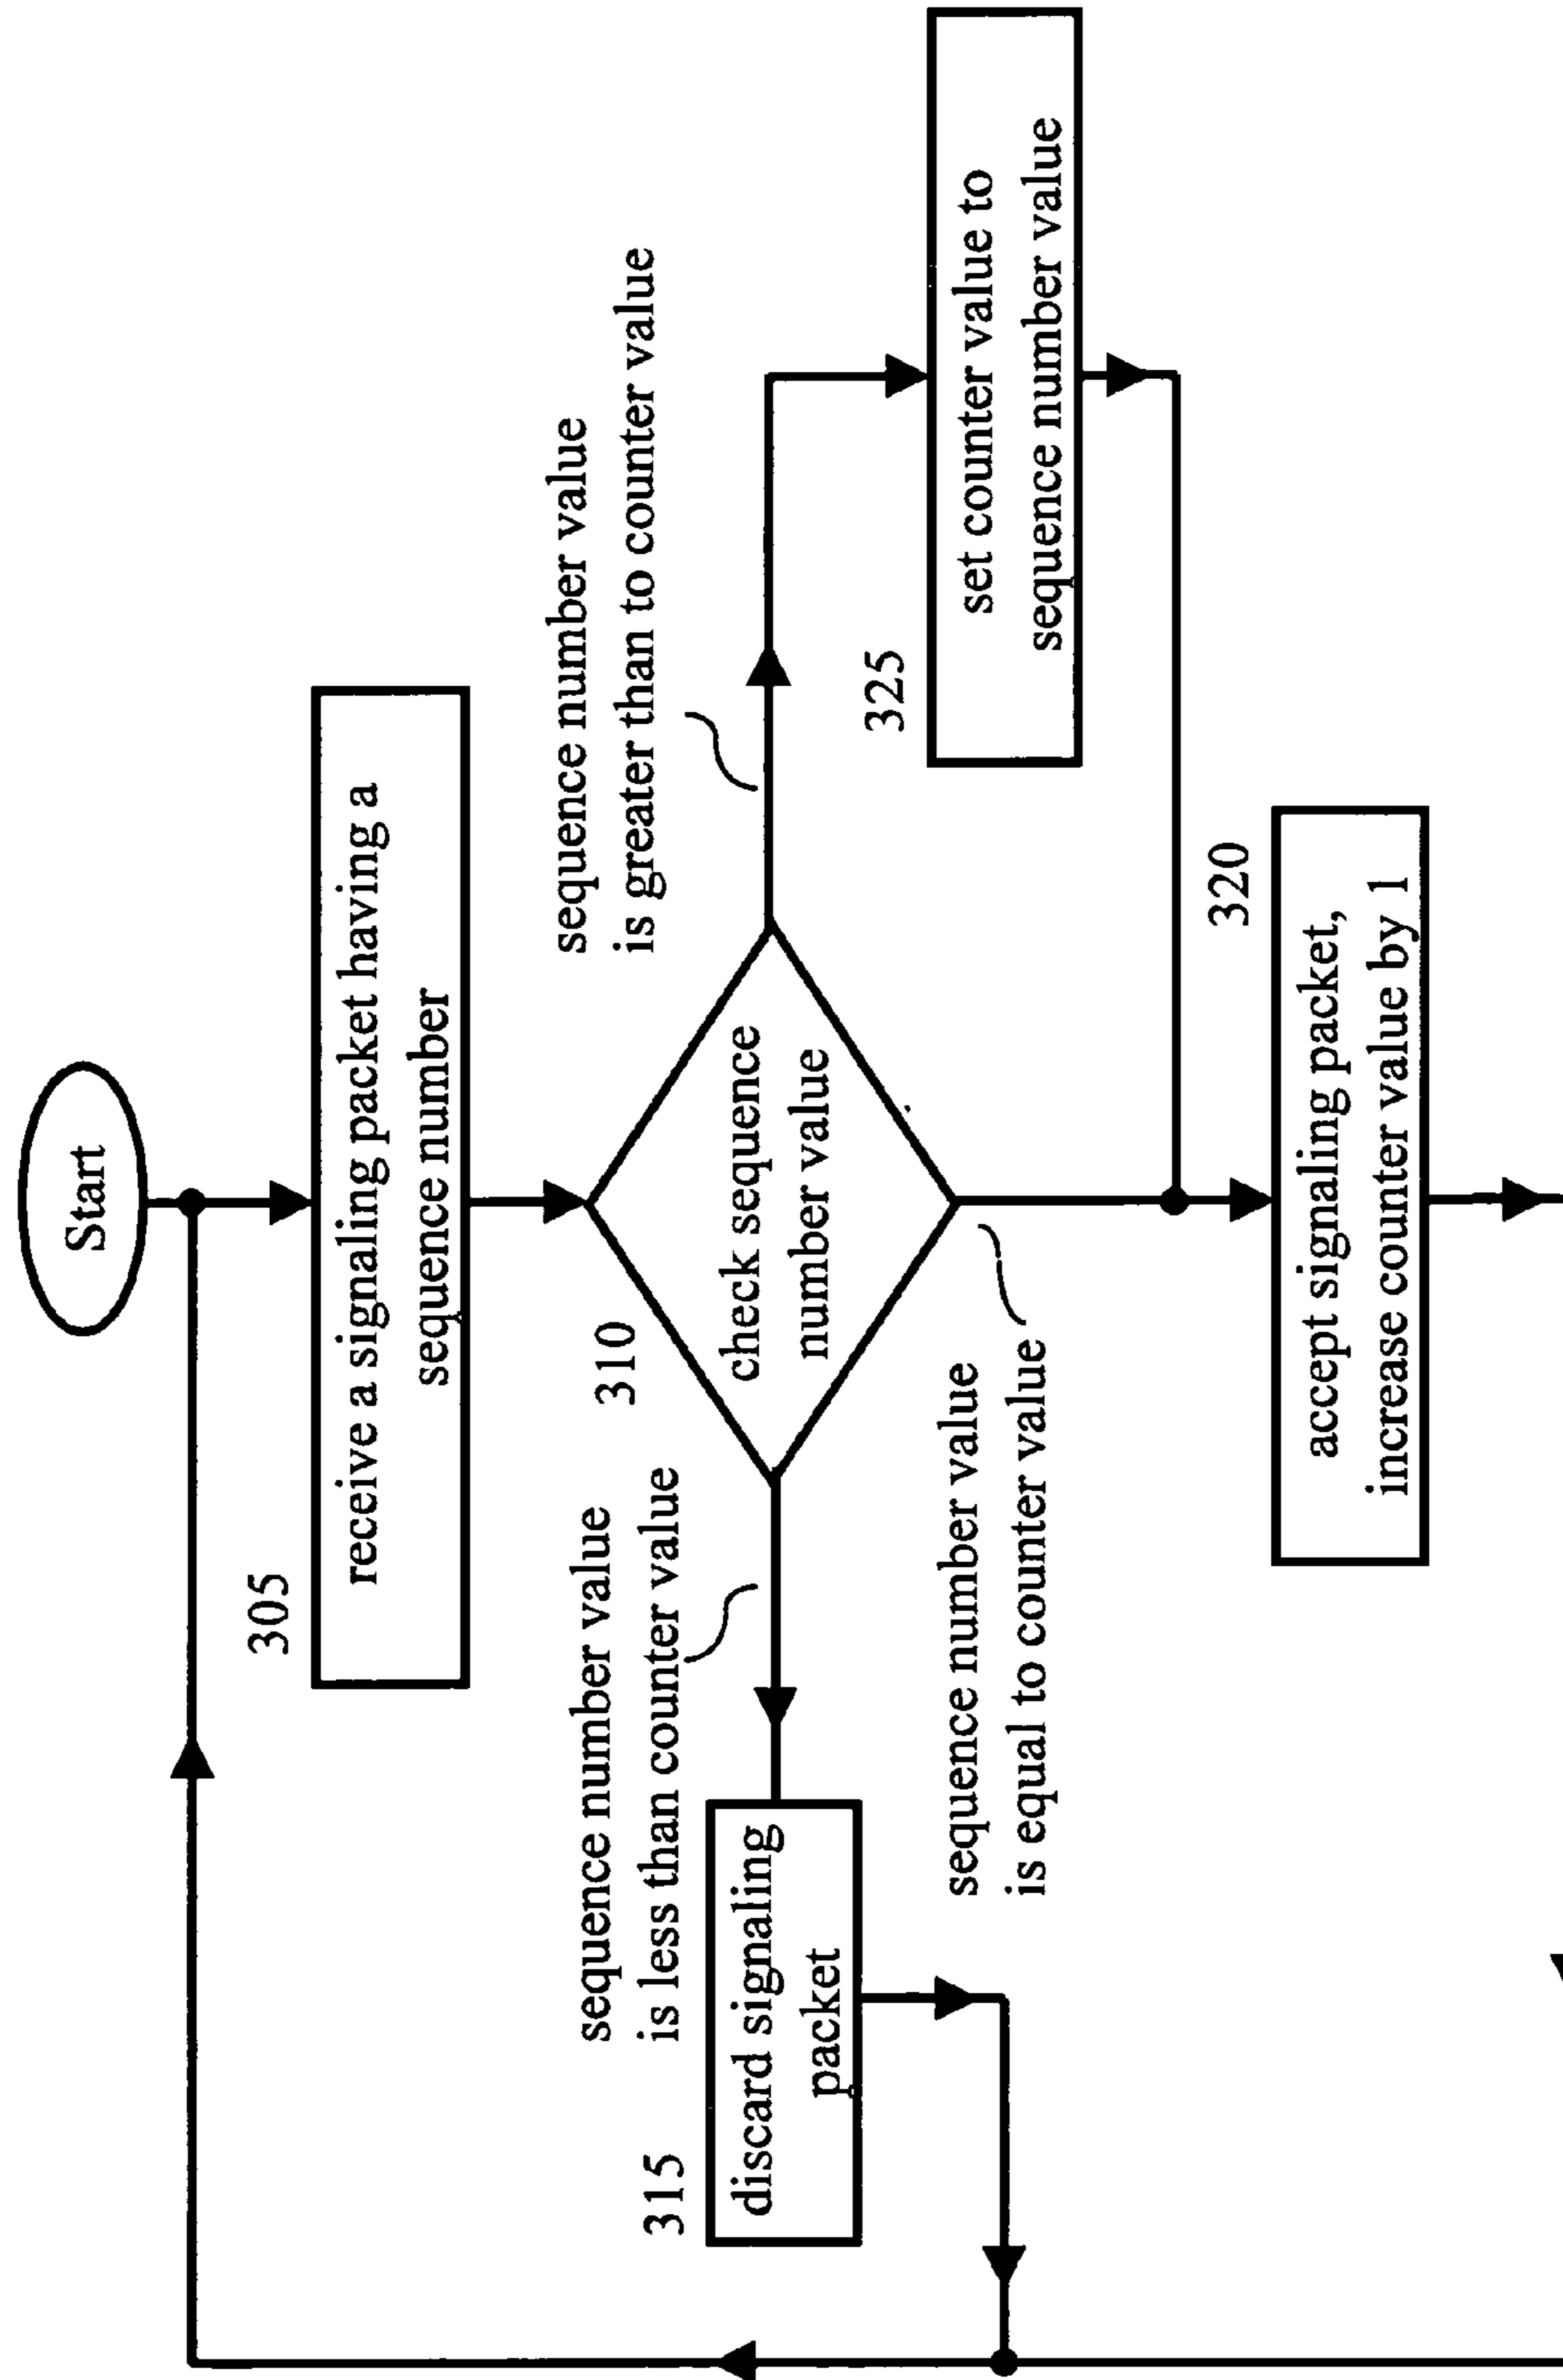 Start
305
receive a signaling packet having a
sequence number
310
check sequence
number value
sequence number value
is less than counter value
sequence number value
is greater than to counter value
315
discard signaling
packet
325
set counter value to
sequence number value
sequence number value
is equal to counter value
320
accept signaling packet,
increase counter value by 1